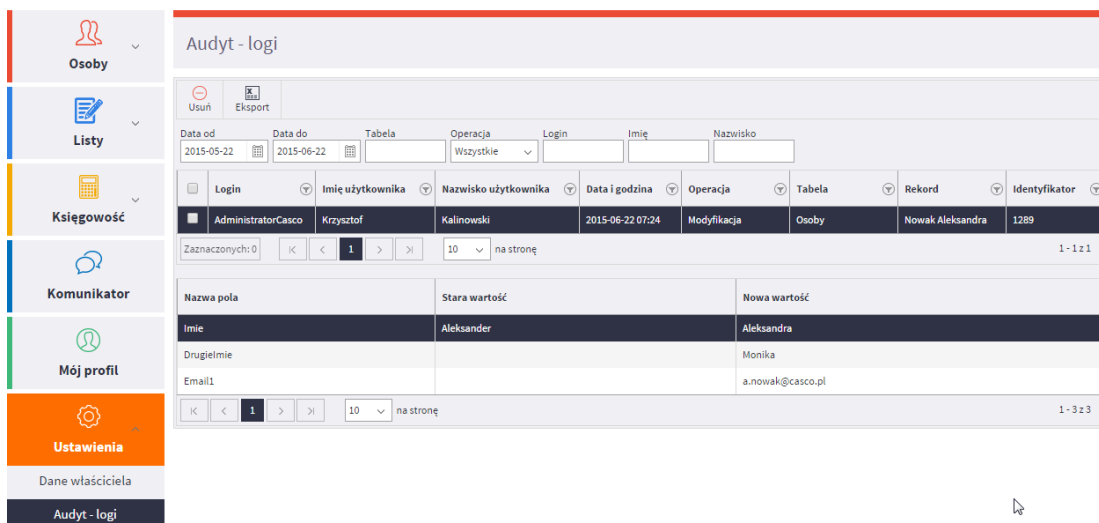 Osoby
Listy
Księgowość
Komunikator
Mój profil
Ustawienia
Dane właściciela
Audyt - logi
Audyt - logi
Usuń Eksport
Data od Data do Tabela Operacja Login Imię Nazwisko
2015-05-22 2015-06-22 Wszystkie
Login Imię użytkownika Nazwisko użytkownika Data i godzina Operacja Tabela Rekord Identyfikator
AdministratorCasco Krzysztof Kalinowski 2015-06-22 07:24 Modyfikacja Osoby Nowak Aleksandra 1289
Zaznaczonych: 0 1 10 na stronę 1 - 1 z 1
Nazwa pola Stara wartość Nowa wartość
Imie Aleksander Aleksandra
DrugieImie Monika
Email1 a.nowak@casco.pl
1 10 na stronę 1 - 3 z 3